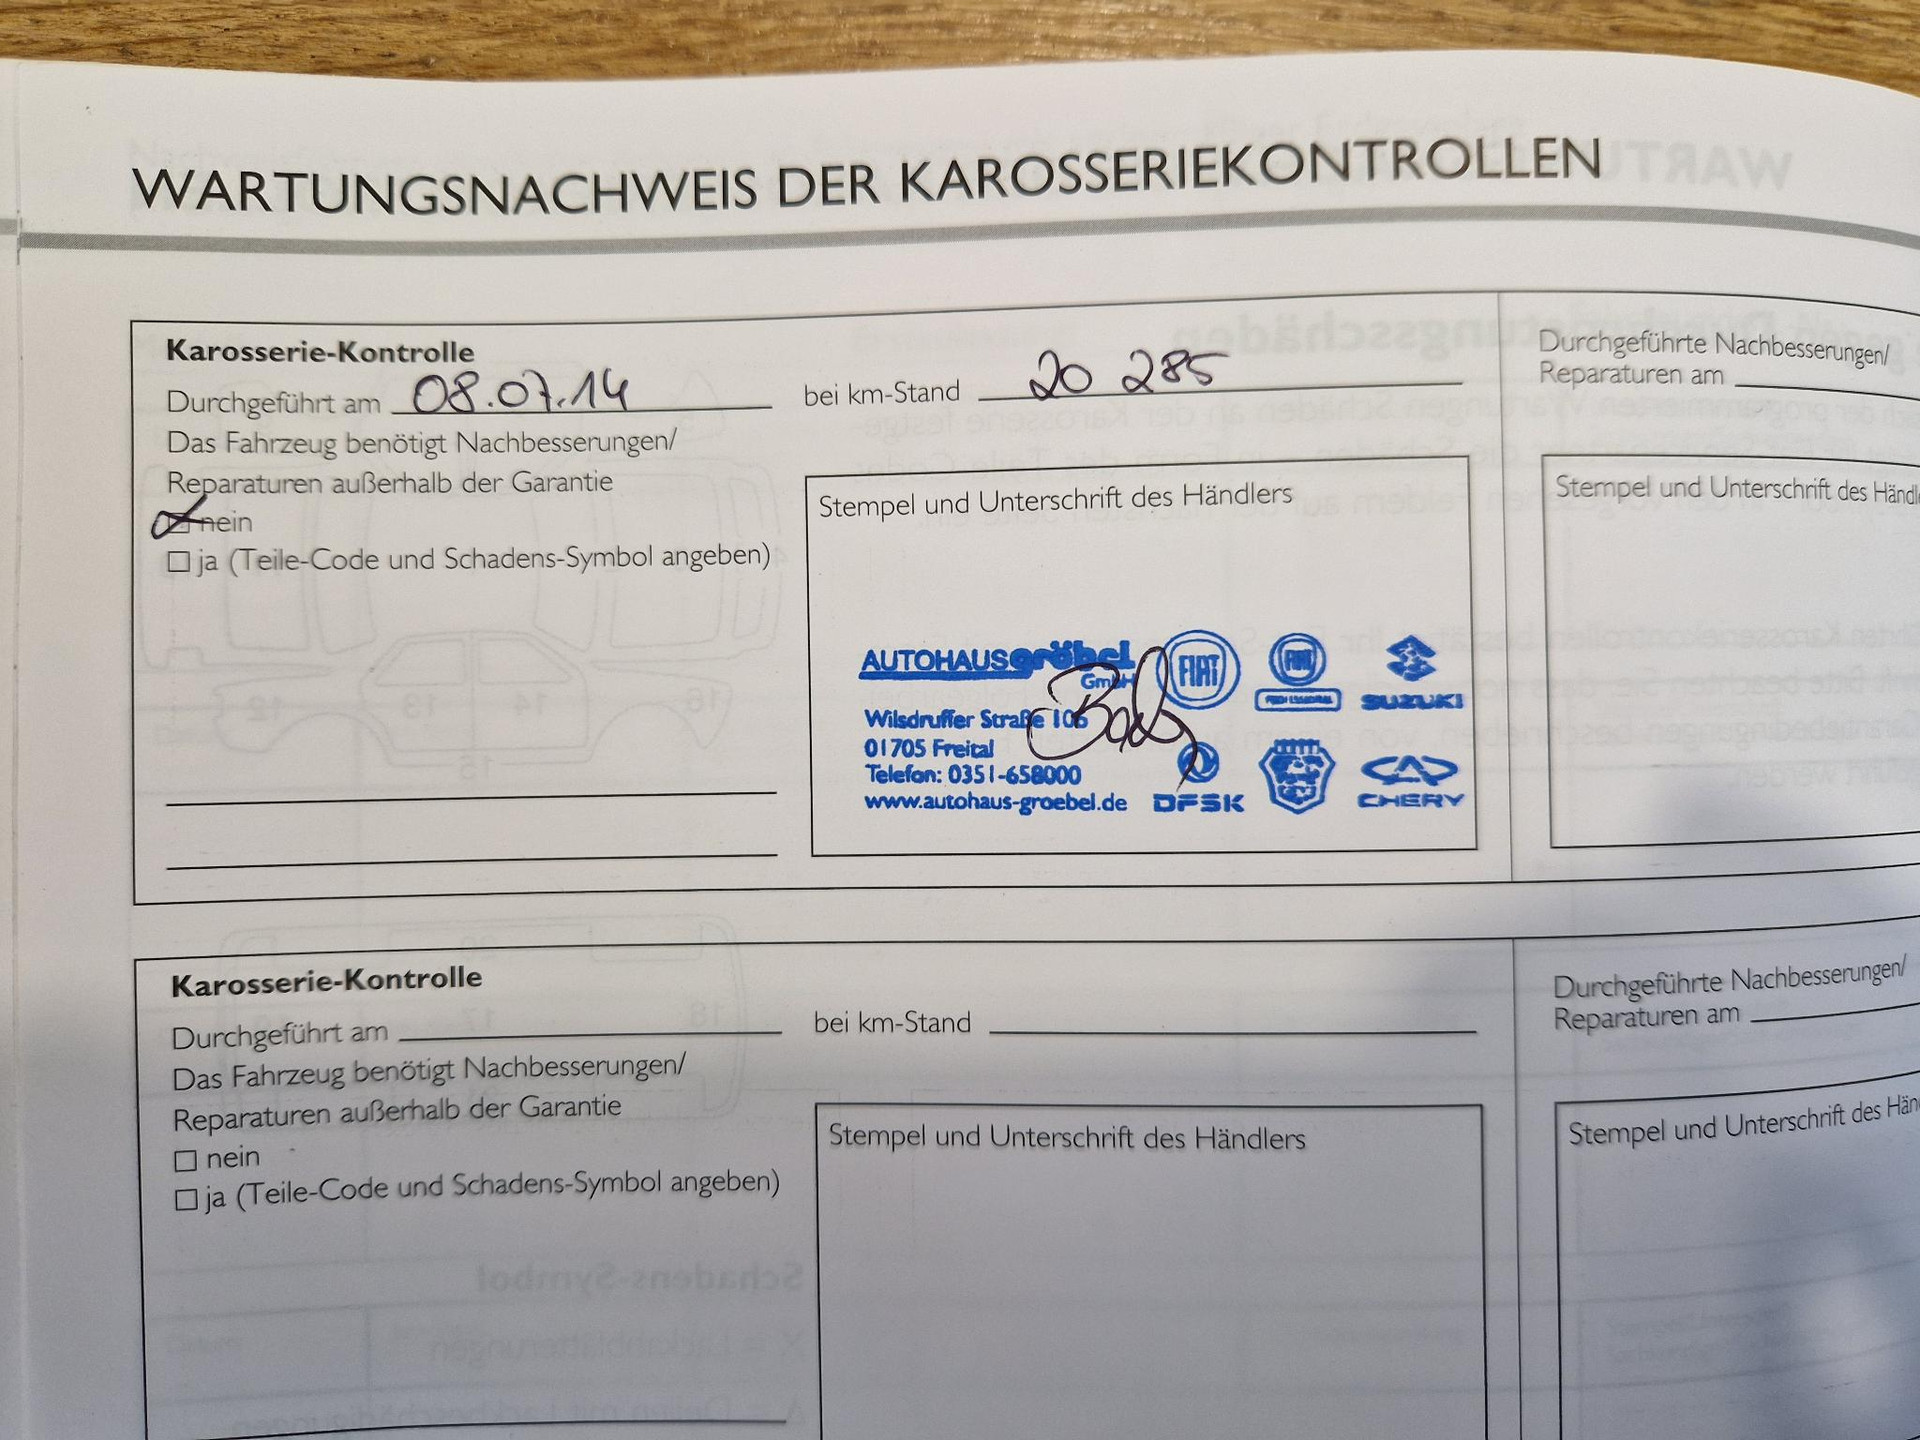 WARTUNGSNACHWEIS DER KAROSSERIEKONTROLLEN
Karosserie-Kontrolle
Durchgeführt am 08.07.14
bei km-Stand 20 285
Das Fahrzeug benötigt Nachbesserungen/
Reparaturen außerhalb der Garantie
nein
ja (Teile-Code und Schadens-Symbol angeben)
Stempel und Unterschrift des Händlers
AUTOHAUS gröbel
GmbH
Wilsdruffer Straße 106
01705 Freital
Telefon: 0351-658000
www.autohaus-groebel.de
FIAT
FIAT
SUZUKI
DFSK
CHERY
Durchgeführte Nachbesserungen/
Reparaturen am
Stempel und Unterschrift des Händl
Karosserie-Kontrolle
Durchgeführt am
bei km-Stand
Das Fahrzeug benötigt Nachbesserungen/
Reparaturen außerhalb der Garantie
nein
ja (Teile-Code und Schadens-Symbol angeben)
Stempel und Unterschrift des Händlers
Durchgeführte Nachbesserungen/
Reparaturen am
Stempel und Unterschrift des Hän